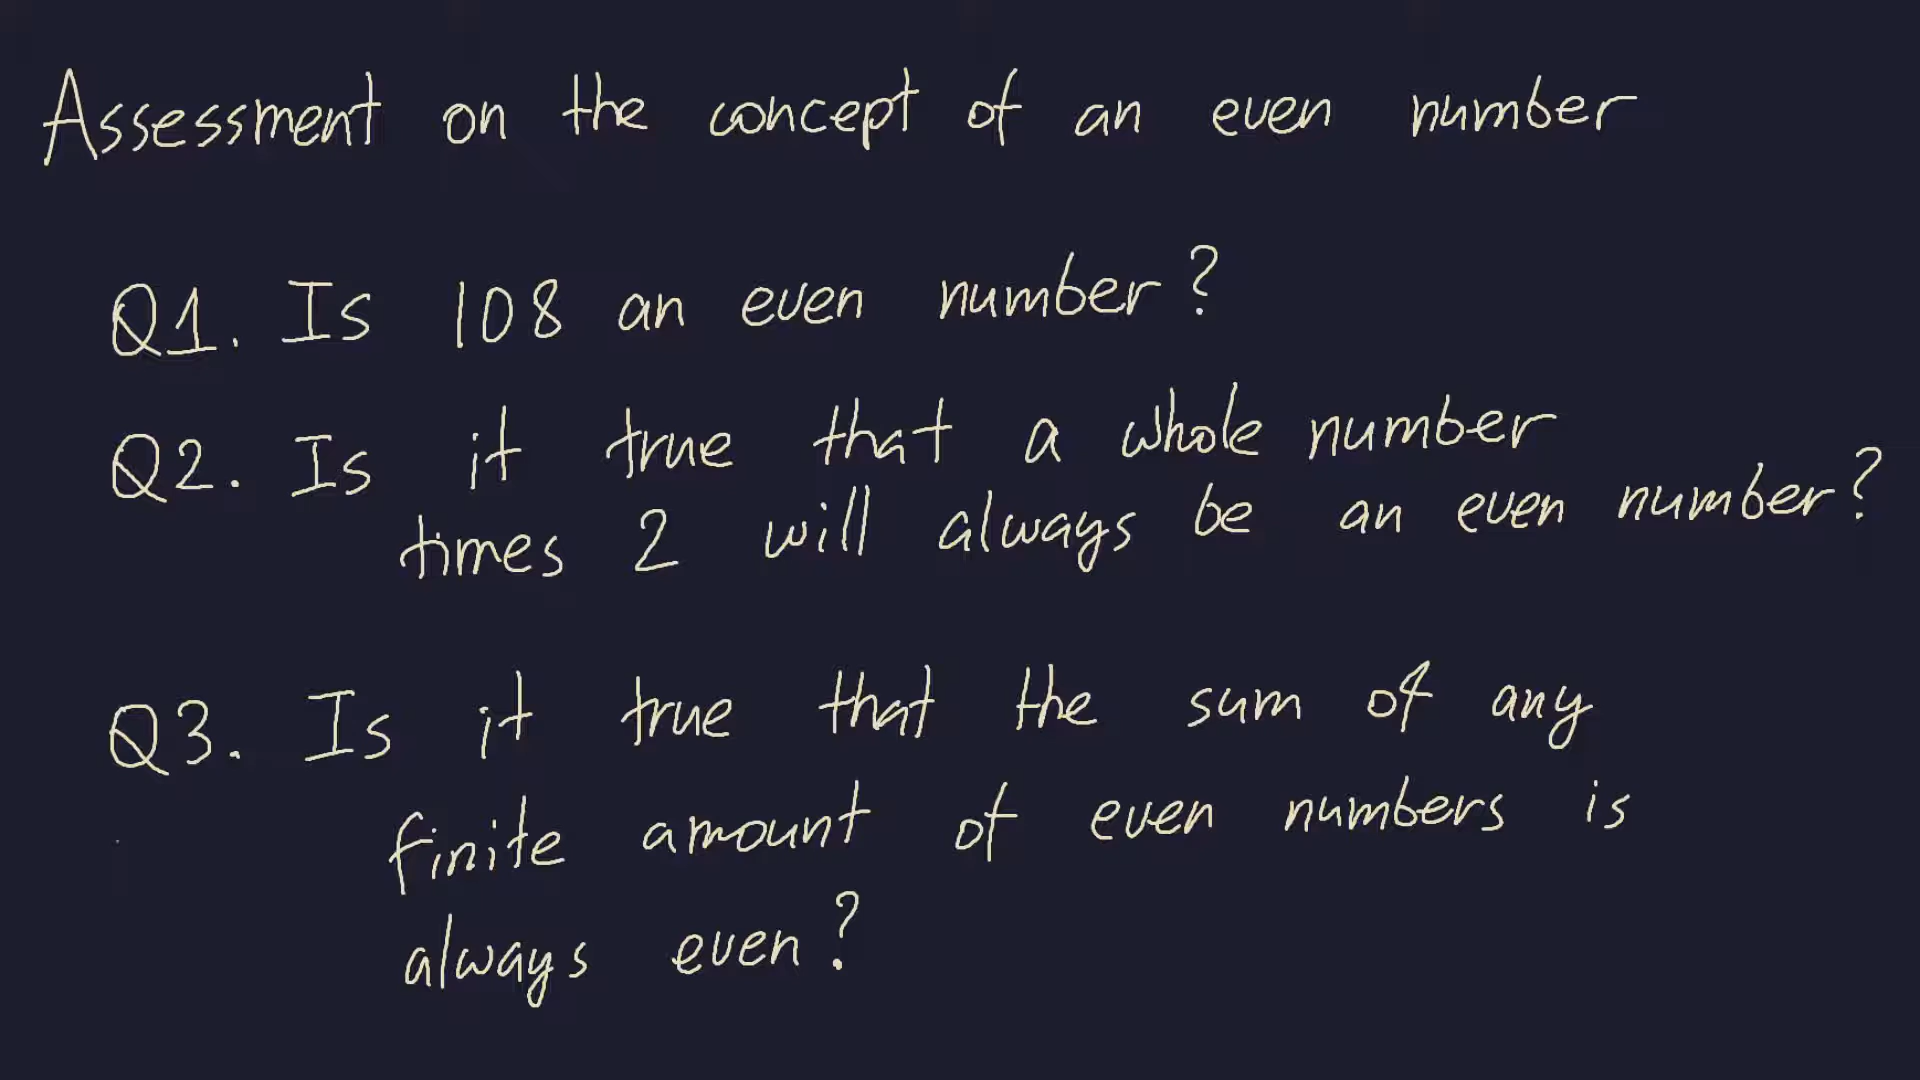 Assessment on the concept of an even number
Q1. Is 108 an even number?
Q2. Is it true that a whole number
times 2 will always be an even number?
Q3. Is it true that the sum of any
finite amount of even numbers is
always even?